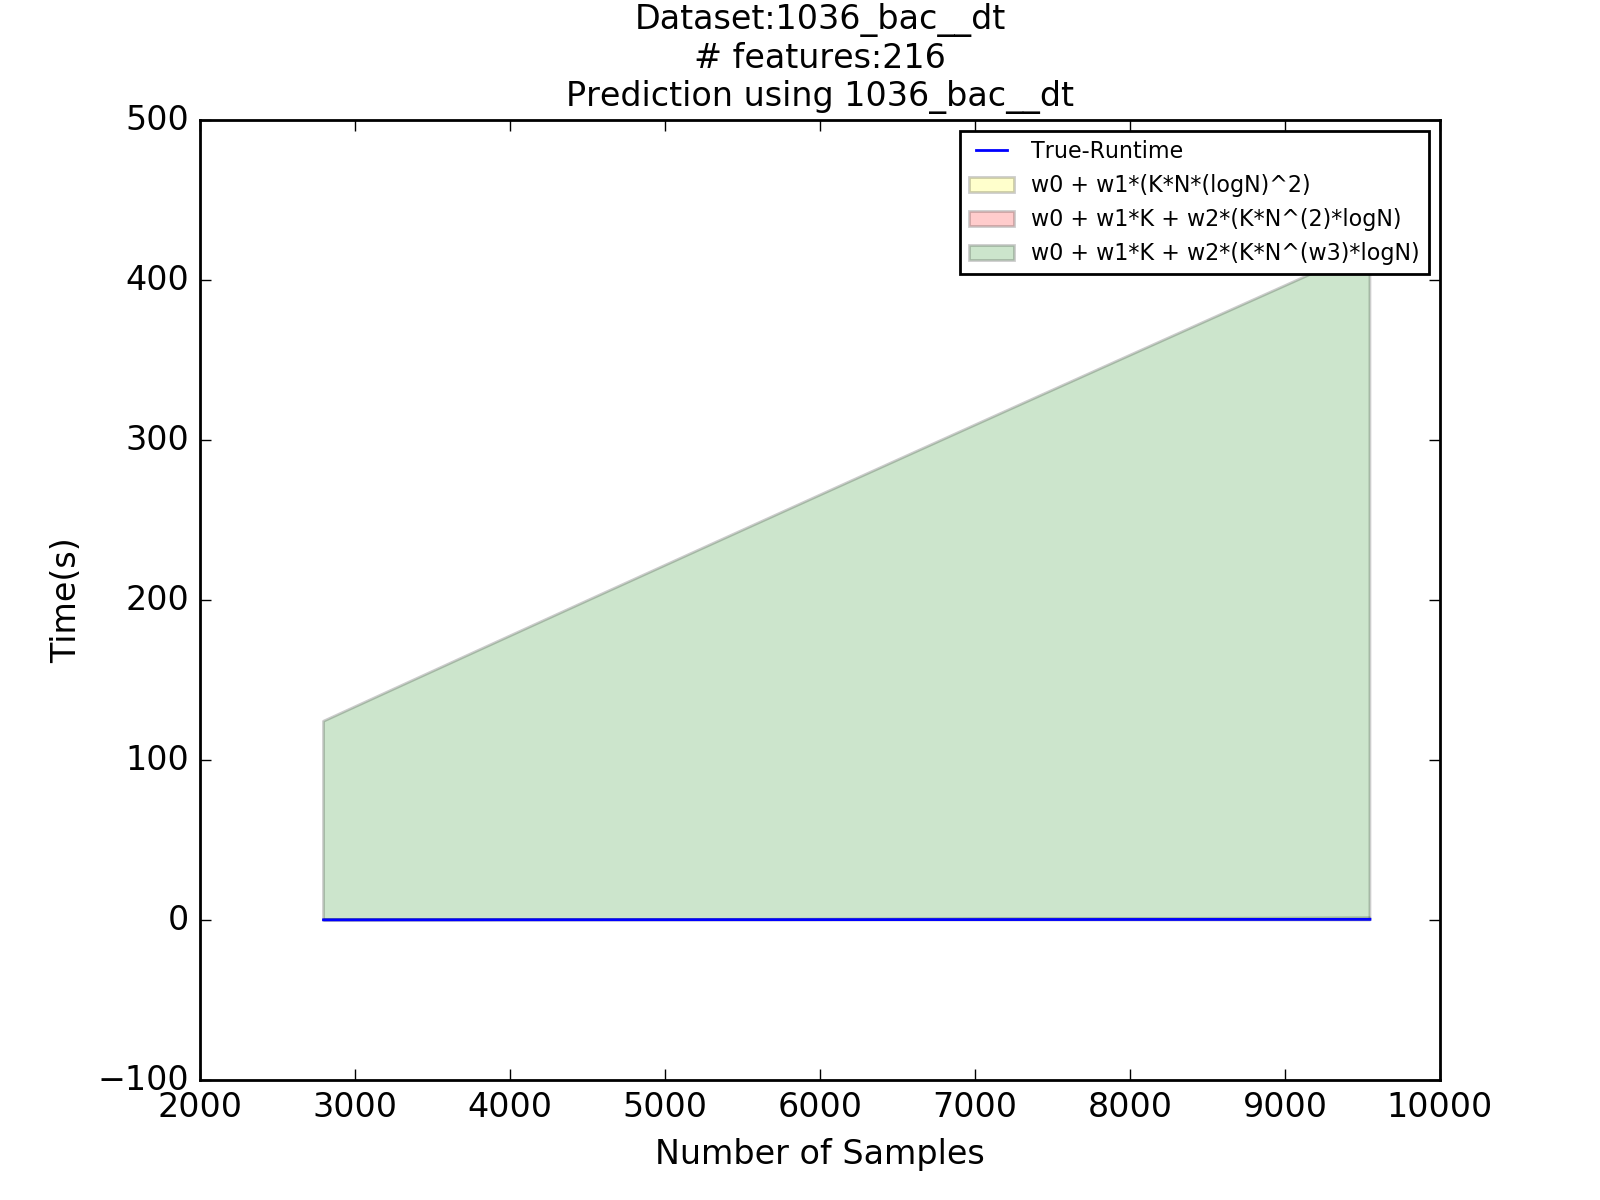 Dataset:1036_bac__dt
# features:216
Prediction using 1036_bac__dt
True-Runtime
w0 + w1*(K*N*(logN)^2)
w0 + w1*K + w2*(K*N^(2)*logN)
w0 + w1*K + w2*(K*N^(w3)*logN)
500
400
300
200
100
0
−100
Time(s)
2000 3000 4000 5000 6000 7000 8000 9000 10000
Number of Samples